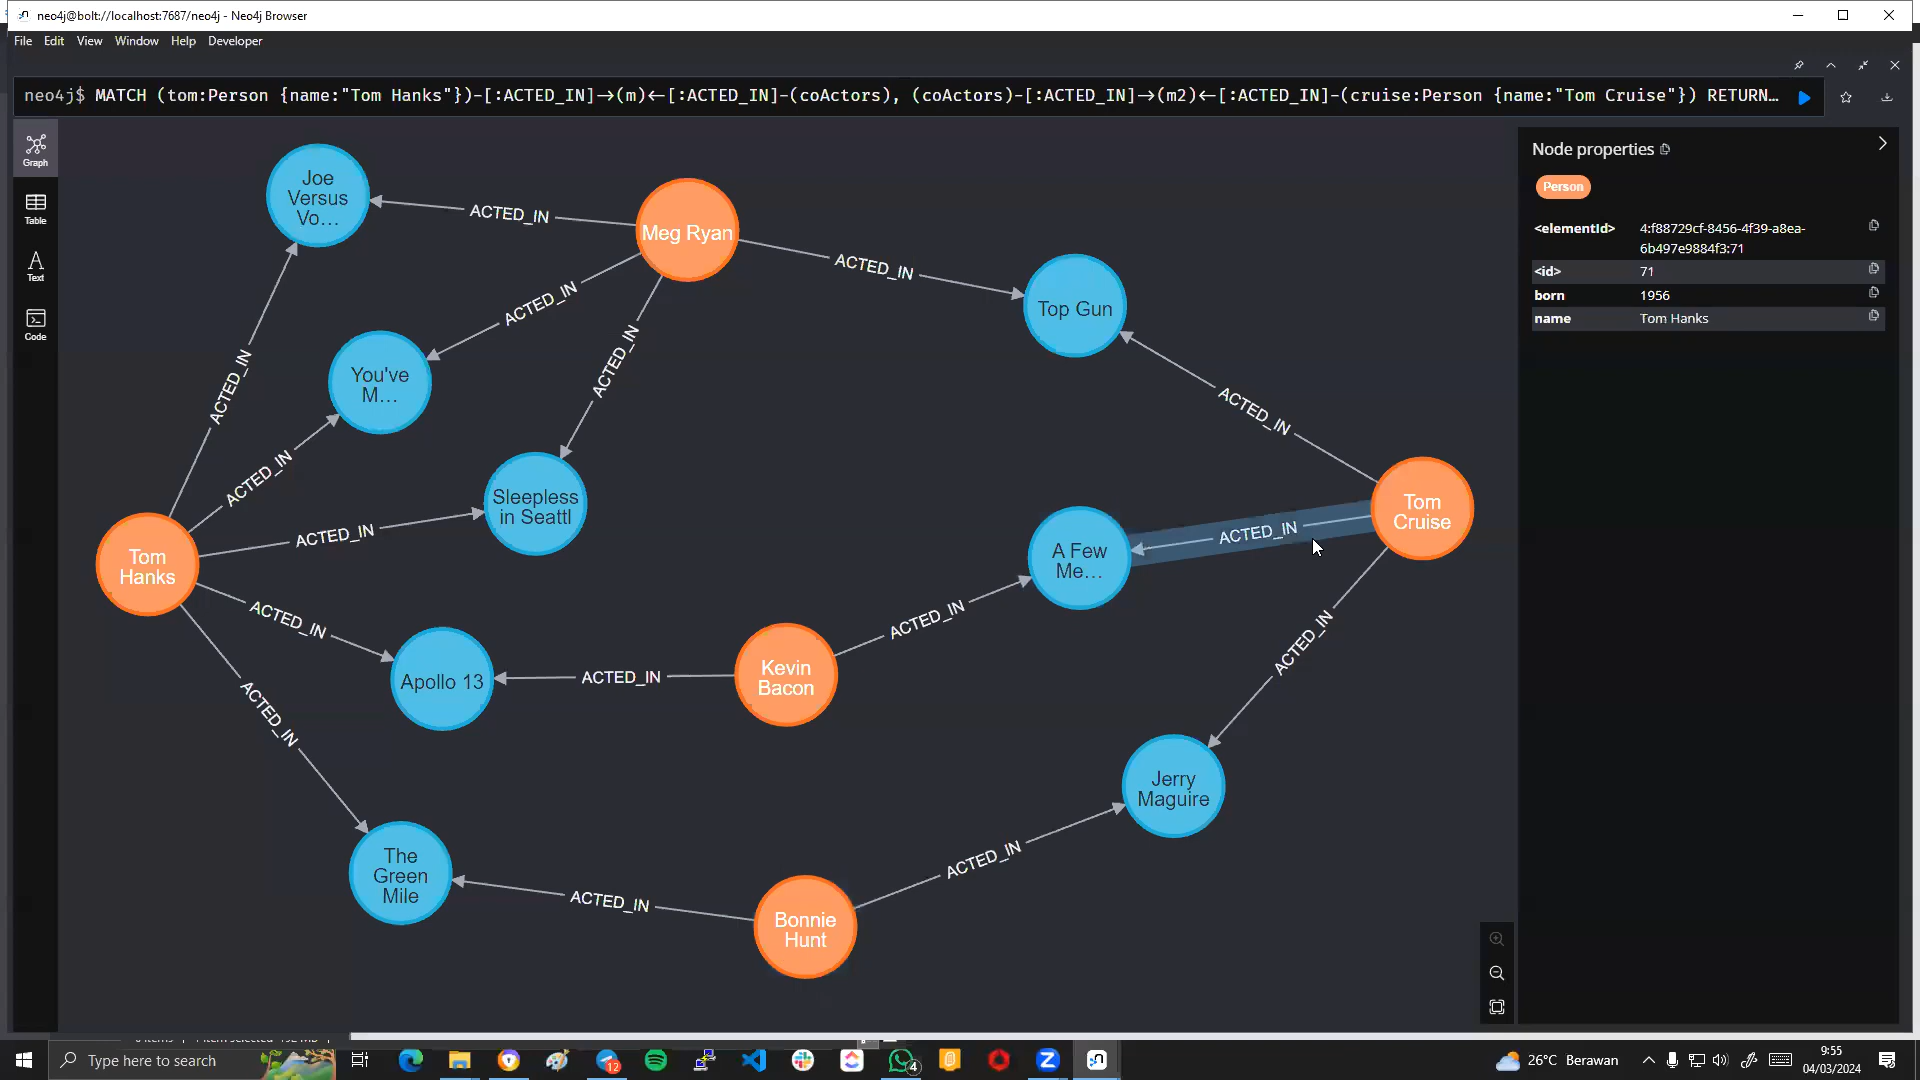 neo4j@bolt://localhost:7687/neo4j - Neo4j Browser
File Edit View Window Help Developer
neo4j$ MATCH (tom:Person {name:"Tom Hanks"})-[:ACTED_IN]→(m)←[:ACTED_IN]-(coActors), (coActors)-[:ACTED_IN]→(m2)←[:ACTED_IN]-(cruise:Person {name:"Tom Cruise"}) RETURN…
Graph
Table
Text
Code
Joe
Versus
Vo…
ACTED_IN
Meg Ryan
ACTED_IN
Top Gun
ACTED_IN
ACTED_IN
ACTED_IN
You've
M…
ACTED_IN
ACTED_IN
Sleepless
in Seattl
ACTED_IN
Tom
Hanks
Tom
Cruise
ACTED_IN
A Few
Me…
ACTED_IN
ACTED_IN
ACTED_IN
Apollo 13
ACTED_IN
Kevin
Bacon
ACTED_IN
Jerry
Maguire
The
Green
Mile
ACTED_IN
ACTED_IN
Bonnie
Hunt
Node properties
Person
<elementId> 4:f88729cf-8456-4f39-a8ea-
6b497e9884f3:71
<id> 71
born 1956
name Tom Hanks
Type here to search
12
4
26°C Berawan
9:55
04/03/2024